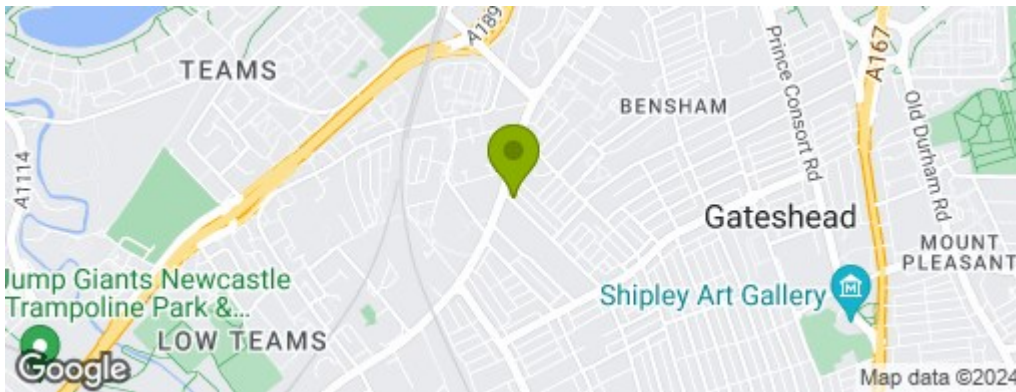 A189
TEAMS
BENSHAM
Prince Consort Rd
A167
Old Durham Rd
A1114
Gateshead
MOUNT
PLEASANT
Jump Giants Newcastle
Trampoline Park &...
Shipley Art Gallery
M
LOW TEAMS
Google
Map data ©2024